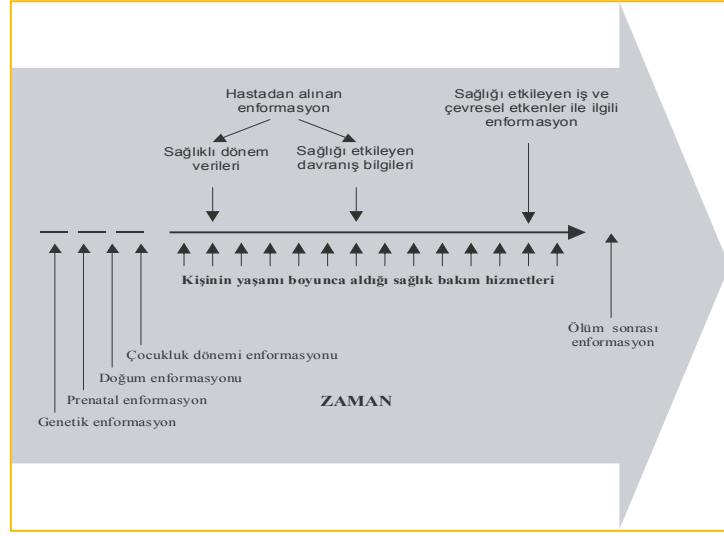 Hastadan alınan
enformasyon
Sağlığı etkileyen iş ve
çevresel etkenler ile ilgili
enformasyon
Sağlıklı dönem
verileri
Sağlığı etkileyen
davranış bilgileri
Kişinin yaşamı boyunca aldığı sağlık bakım hizmetleri
Ölüm sonrası
enformasyon
Çocukluk dönemi enformasyonu
Doğum enformasyonu
Prenatal enformasyon
Genetik enformasyon
ZAMAN